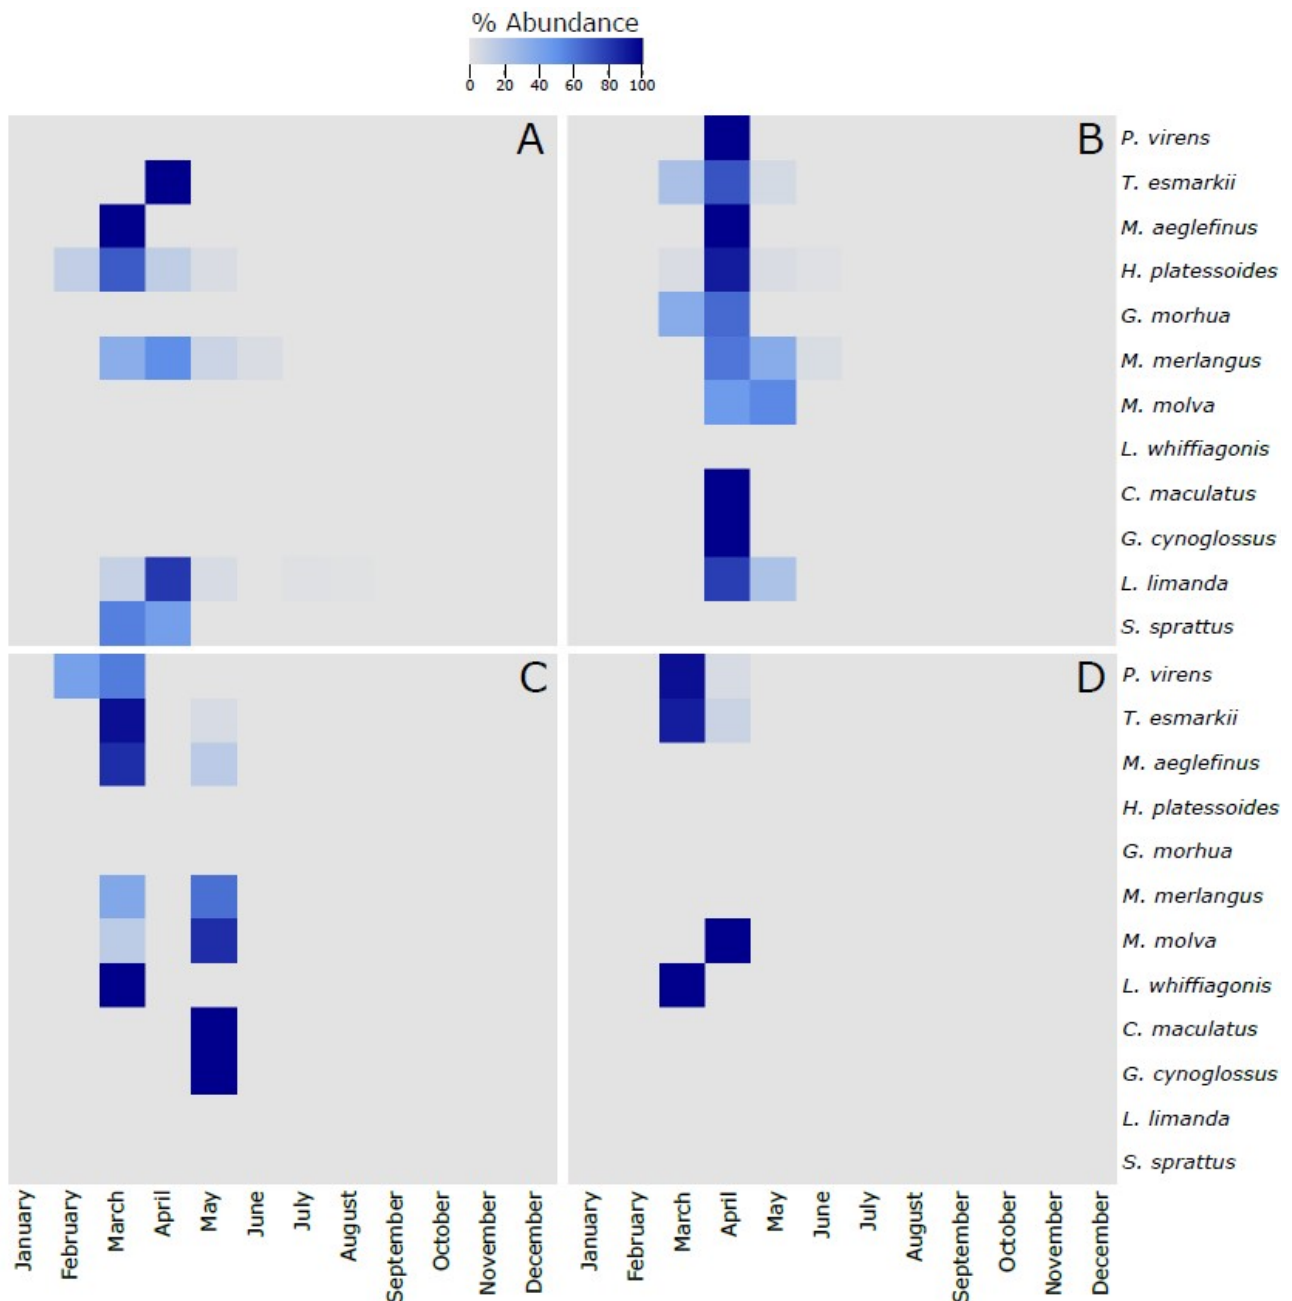 % Abundance
0 20 40 60 80 100
A
B
P. virens
T. esmarkii
M. aeglefinus
H. platessoides
G. morhua
M. merlangus
M. molva
L. whiffiagonis
C. maculatus
G. cynoglossus
L. limanda
S. sprattus
C
D
P. virens
T. esmarkii
M. aeglefinus
H. platessoides
G. morhua
M. merlangus
M. molva
L. whiffiagonis
C. maculatus
G. cynoglossus
L. limanda
S. sprattus
January
February
March
April
May
June
July
August
September
October
November
December
January
February
March
April
May
June
July
August
September
October
November
December